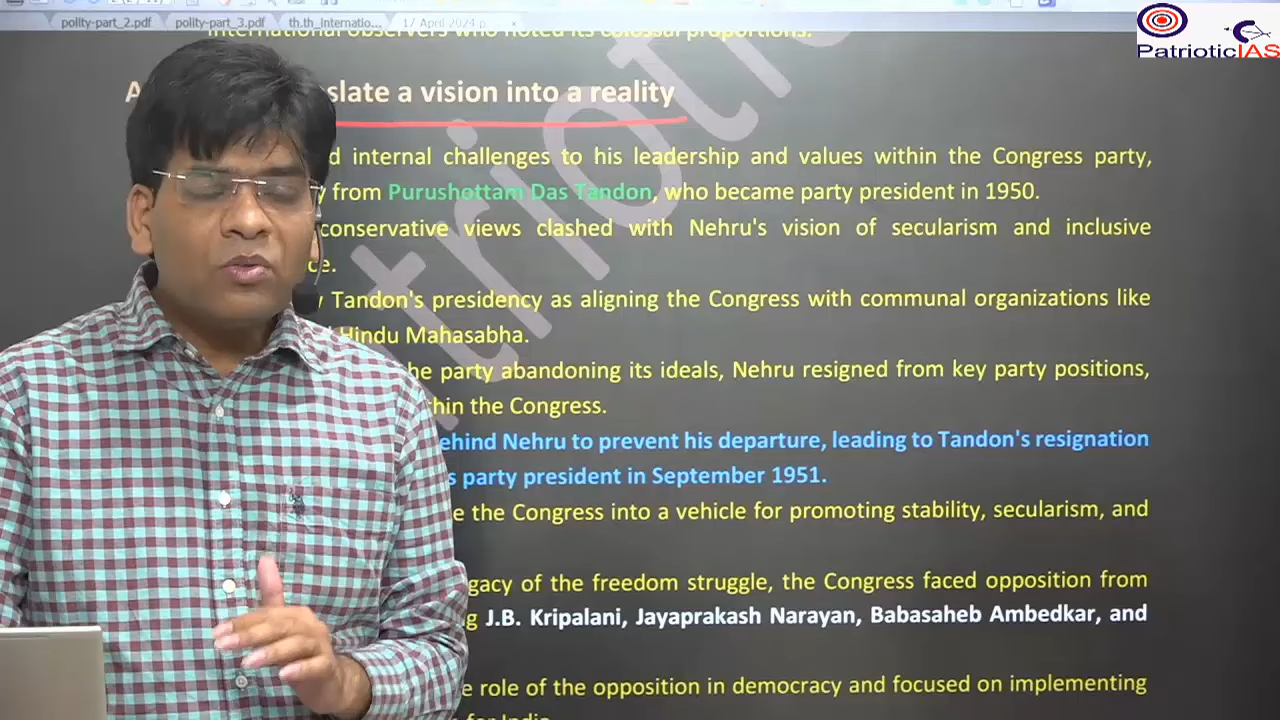 polity-part_2.pdf polity-part_3.pdf th.th_internatio... 17 April 2024 p...
PatrioticIAS
international observers who noted its colossal proportions.
slate a vision into a reality
internal challenges to his leadership and values within the Congress party,
from Purushottam Das Tandon, who became party president in 1950.
conservative views clashed with Nehru's vision of secularism and inclusive
Tandon's presidency as aligning the Congress with communal organizations like
Hindu Mahasabha.
he party abandoning its ideals, Nehru resigned from key party positions,
hin the Congress.
ehind Nehru to prevent his departure, leading to Tandon's resignation
s party president in September 1951.
e the Congress into a vehicle for promoting stability, secularism, and
gacy of the freedom struggle, the Congress faced opposition from
g J.B. Kripalani, Jayaprakash Narayan, Babasaheb Ambedkar, and
e role of the opposition in democracy and focused on implementing